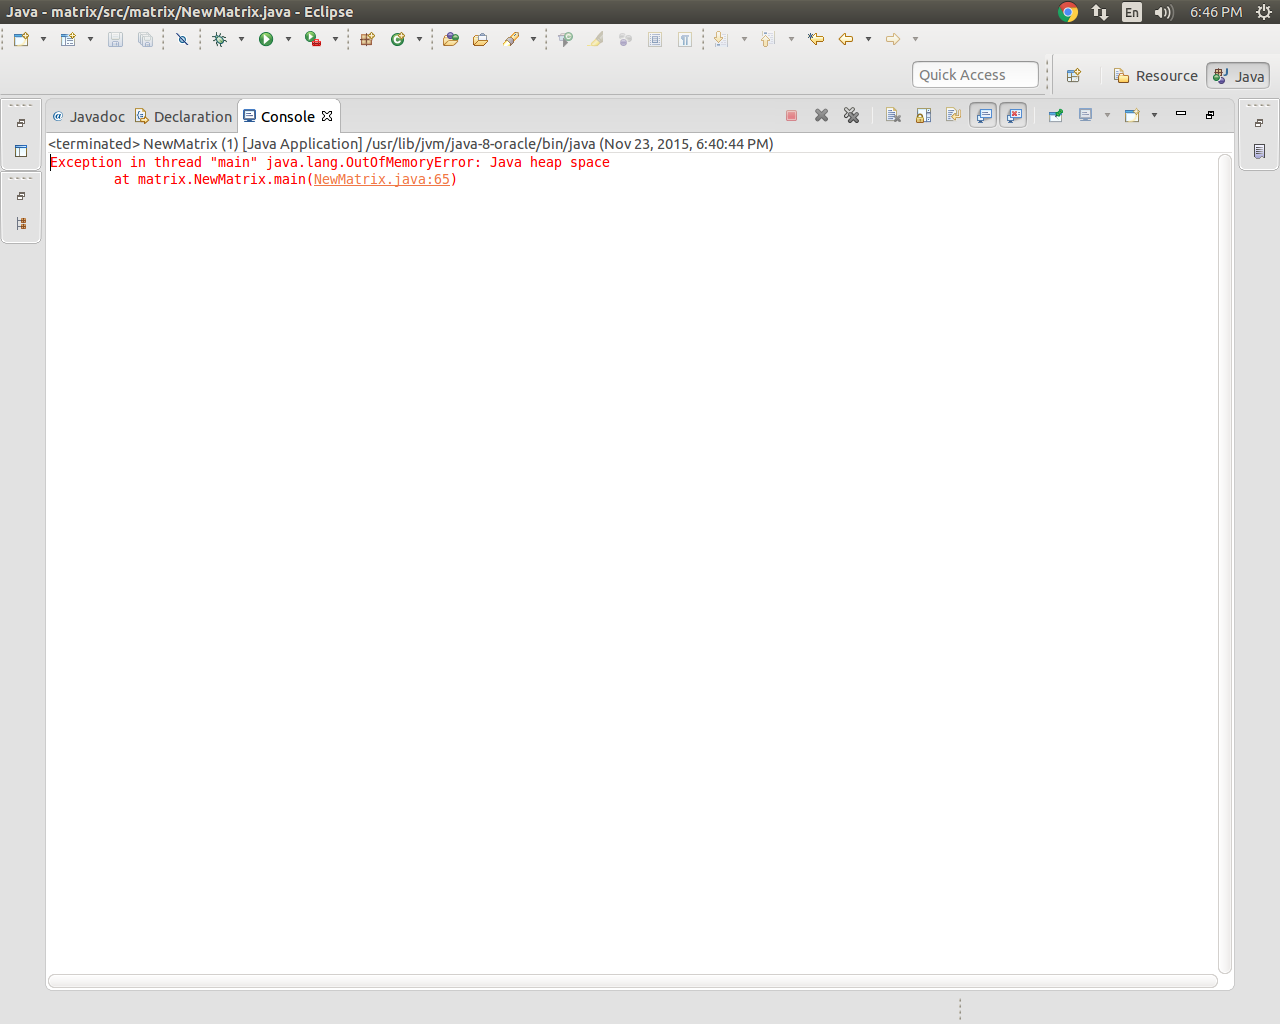 Java - matrix/src/matrix/NewMatrix.java - Eclipse
En
6:46 PM
Quick Access
Resource
Java
@ Javadoc
Declaration
Console
<terminated> NewMatrix (1) [Java Application] /usr/lib/jvm/java-8-oracle/bin/java (Nov 23, 2015, 6:40:44 PM)
Exception in thread "main" java.lang.OutOfMemoryError: Java heap space
at matrix.NewMatrix.main(NewMatrix.java:65)